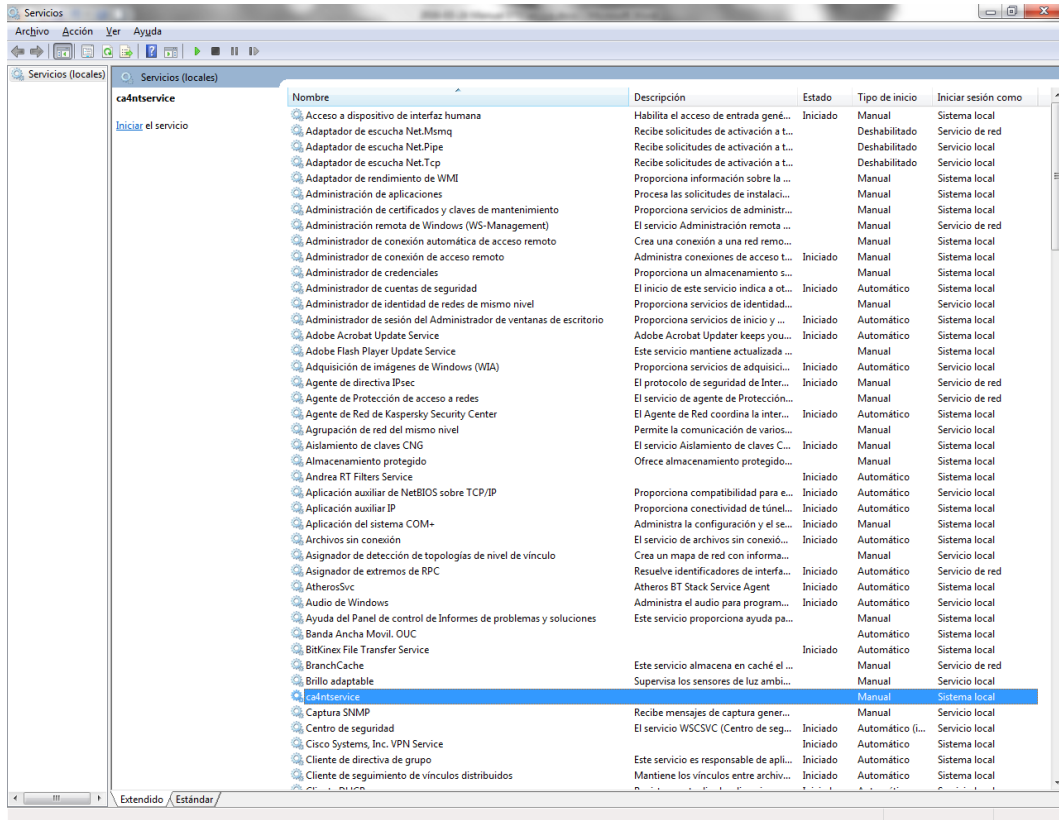 Servicios
Archivo Acción Ver Ayuda
Servicios (locales)
Servicios (locales)
ca4ntservice
Iniciar el servicio
Nombre Descripción Estado Tipo de inicio Iniciar sesión como
Acceso a dispositivo de interfaz humana Habilita el acceso de entrada gené... Iniciado Manual Sistema local
Adaptador de escucha Net.Msmq Recibe solicitudes de activación a t... Deshabilitado Servicio de red
Adaptador de escucha Net.Pipe Recibe solicitudes de activación a t... Deshabilitado Servicio local
Adaptador de escucha Net.Tcp Recibe solicitudes de activación a t... Deshabilitado Servicio local
Adaptador de rendimiento de WMI Proporciona información sobre la ... Manual Sistema local
Administración de aplicaciones Procesa las solicitudes de instalaci... Manual Sistema local
Administración de certificados y claves de mantenimiento Proporciona servicios de administr... Manual Sistema local
Administración remota de Windows (WS-Management) El servicio Administración remota ... Manual Servicio de red
Administrador de conexión automática de acceso remoto Crea una conexión a una red remo... Manual Sistema local
Administrador de conexión de acceso remoto Administra conexiones de acceso t... Iniciado Manual Sistema local
Administrador de credenciales Proporciona un almacenamiento s... Manual Sistema local
Administrador de cuentas de seguridad El inicio de este servicio indica a ot... Iniciado Automático Sistema local
Administrador de identidad de redes de mismo nivel Proporciona servicios de identidad... Manual Servicio local
Administrador de sesión del Administrador de ventanas de escritorio Proporciona servicios de inicio y ... Iniciado Automático Sistema local
Adobe Acrobat Update Service Adobe Acrobat Updater keeps you... Iniciado Automático Sistema local
Adobe Flash Player Update Service Este servicio mantiene actualizada ... Manual Sistema local
Adquisición de imágenes de Windows (WIA) Proporciona servicios de adquisici... Iniciado Automático Servicio local
Agente de directiva IPsec El protocolo de seguridad de Inter... Iniciado Manual Servicio de red
Agente de Protección de acceso a redes El servicio de agente de Protección... Manual Servicio de red
Agente de Red de Kaspersky Security Center El Agente de Red coordina la inter... Iniciado Automático Sistema local
Agrupación de red del mismo nivel Permite la comunicación de varios... Manual Servicio local
Aislamiento de claves CNG El servicio Aislamiento de claves C... Iniciado Manual Sistema local
Almacenamiento protegido Ofrece almacenamiento protegido... Manual Sistema local
Andrea RT Filters Service Iniciado Automático Sistema local
Aplicación auxiliar de NetBIOS sobre TCP/IP Proporciona compatibilidad para e... Iniciado Automático Servicio local
Aplicación auxiliar IP Proporciona conectividad de túnel... Iniciado Automático Sistema local
Aplicación del sistema COM+ Administra la configuración y el se... Iniciado Manual Sistema local
Archivos sin conexión El servicio de archivos sin conexió... Iniciado Automático Sistema local
Asignador de detección de topologías de nivel de vínculo Crea un mapa de red con informa... Manual Servicio local
Asignador de extremos de RPC Resuelve identificadores de interfa... Iniciado Automático Servicio de red
AtherosSvc Atheros BT Stack Service Agent Iniciado Automático Sistema local
Audio de Windows Administra el audio para program... Iniciado Automático Servicio local
Ayuda del Panel de control de Informes de problemas y soluciones Este servicio proporciona ayuda pa... Manual Sistema local
Banda Ancha Movil. OUC Automático Sistema local
BitKinex File Transfer Service Iniciado Automático Sistema local
BranchCache Este servicio almacena en caché el ... Manual Servicio de red
Brillo adaptable Supervisa los sensores de luz ambi... Manual Servicio local
ca4ntservice Manual Sistema local
Captura SNMP Recibe mensajes de captura gener... Manual Servicio local
Centro de seguridad El servicio WSCSVC (Centro de seg... Iniciado Automático (i... Servicio local
Cisco Systems, Inc. VPN Service Iniciado Automático Sistema local
Cliente de directiva de grupo Este servicio es responsable de apli... Iniciado Automático Sistema local
Cliente de seguimiento de vínculos distribuidos Mantiene los vínculos entre archiv... Iniciado Automático Sistema local
Extendido Estándar